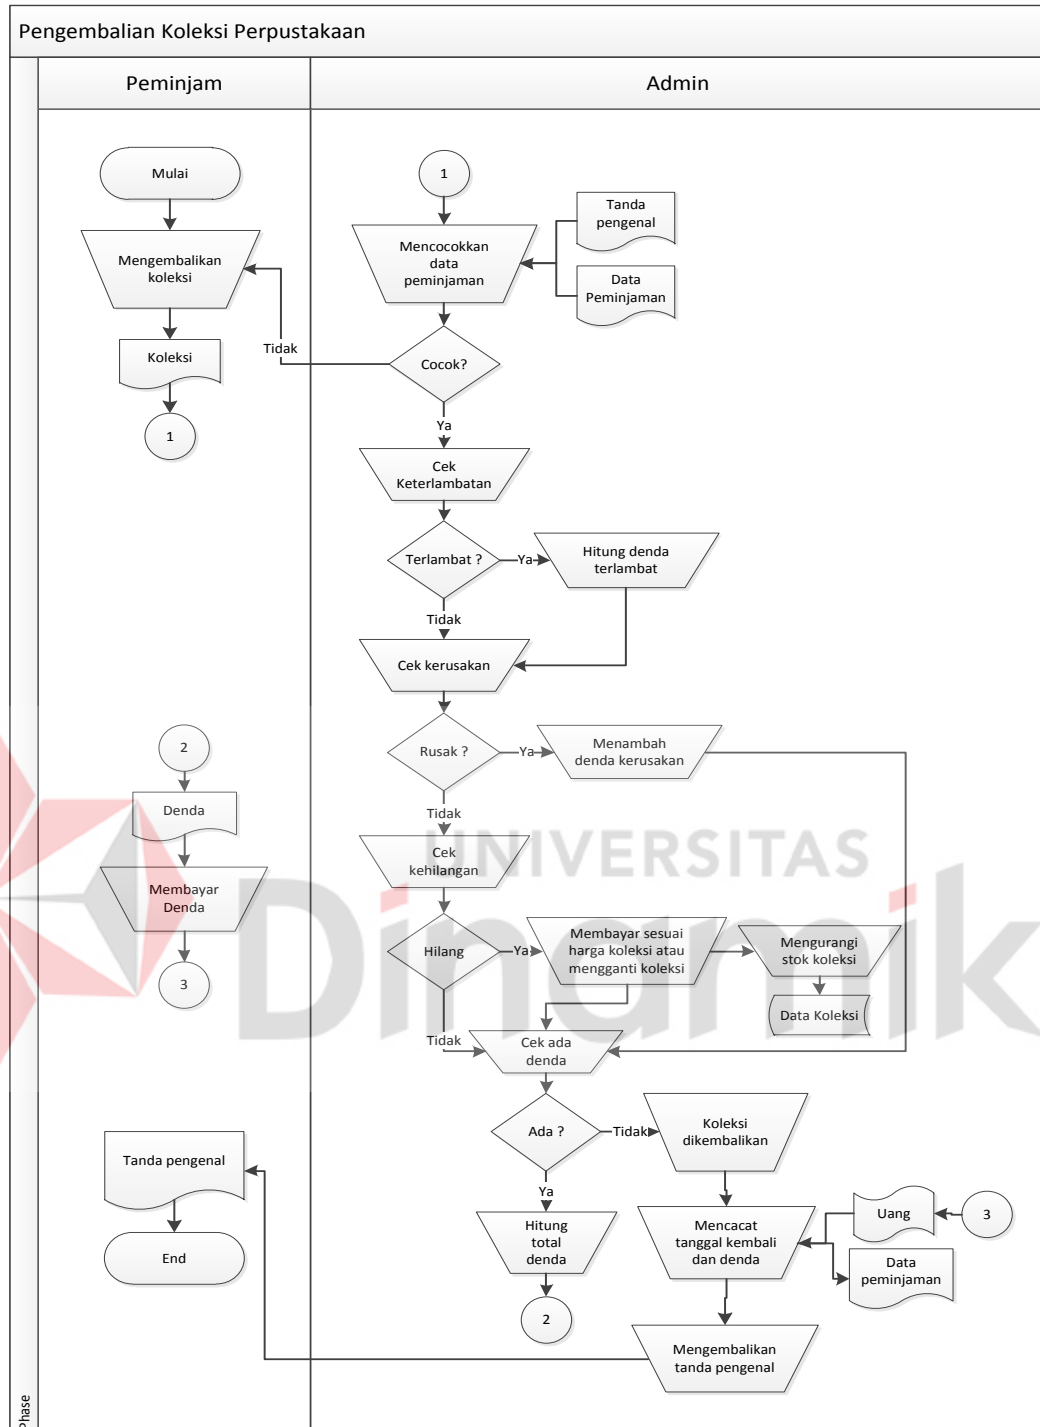 Pengembalian Koleksi Perpustakaan
Peminjam
Admin
Mulai
Mengembalikan
koleksi
Koleksi
1
Tidak
1
Mencocokkan
data
peminjaman
Tanda
pengenal
Data
Peminjaman
Cocok?
Ya
Cek
Keterlambatan
Terlambat ?
Ya
Hitung denda
terlambat
Tidak
Cek kerusakan
Rusak ?
Ya
Menambah
denda kerusakan
Tidak
Cek
kehilangan
Hilang
Ya
Membayar sesuai
harga koleksi atau
mengganti koleksi
Mengurangi
stok koleksi
Data Koleksi
Tidak
Cek ada
denda
Ada ?
Tidak
Koleksi
dikembalikan
Ya
Hitung
total
denda
2
Mencacat
tanggal kembali
dan denda
Uang
3
Data
peminjaman
Mengembalikan
tanda pengenal
2
Denda
Membayar
Denda
3
Tanda pengenal
End
Phase
UNIVERSITAS
Dinamika